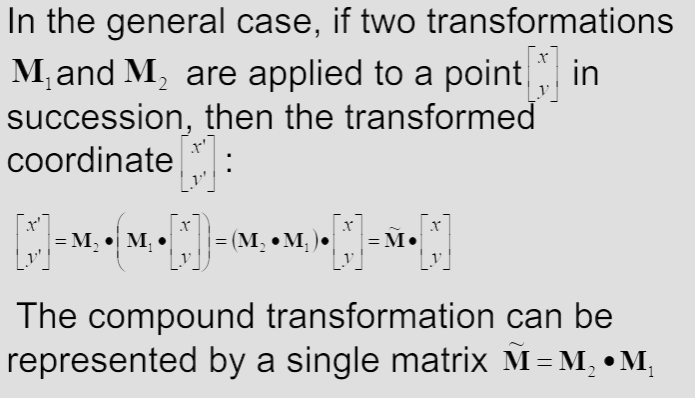 In the general case, if two transformations
M₁ and M₂ are applied to a point [x y] in
succession, then the transformed
coordinate [x' y'] :
[x' y'] = M₂ • (M₁ • [x y]) = (M₂ • M₁) • [x y] = M̃ • [x y]
The compound transformation can be
represented by a single matrix M̃ = M₂ • M₁